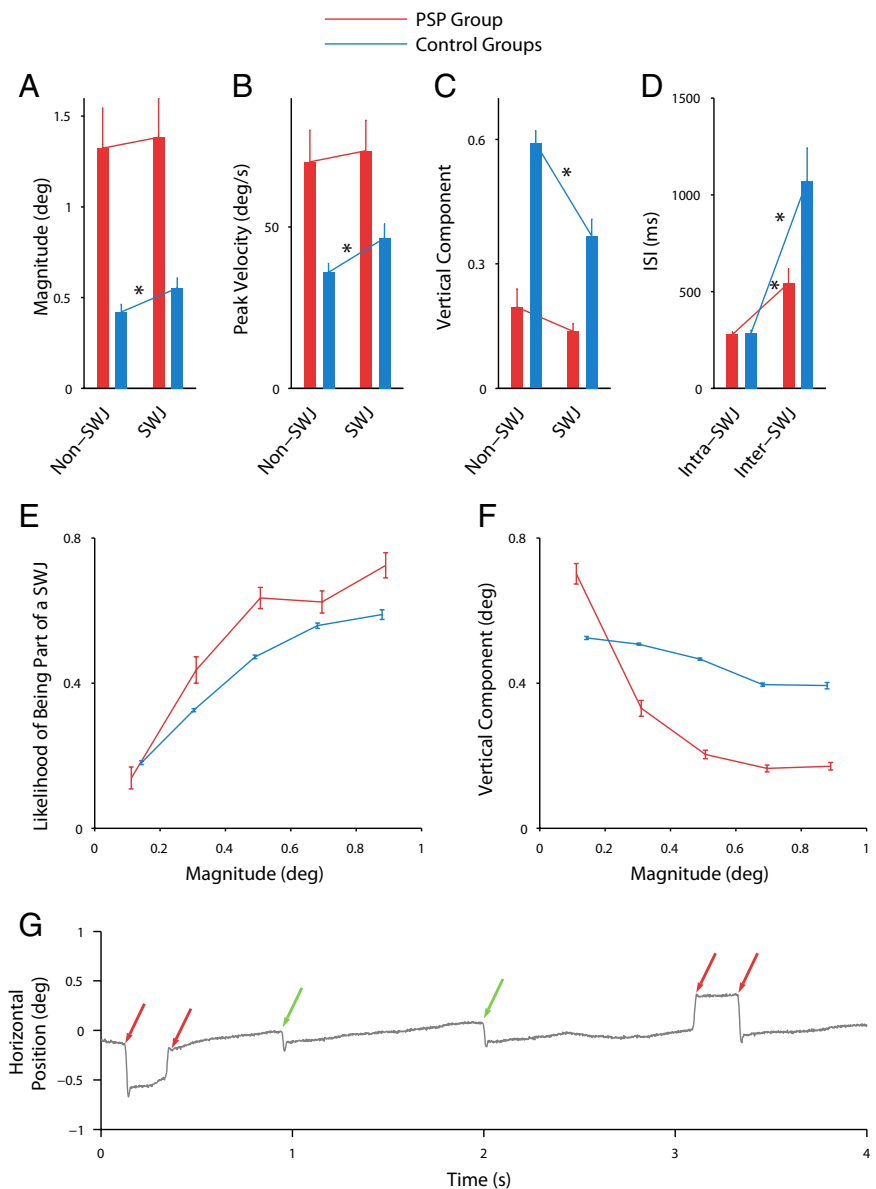 PSP Group
Control Groups
A
B
C
D
Magnitude (deg)
1.5
1
0.5
0
*
Non−SWJ
SWJ
Peak Velocity (deg/s)
50
0
*
Non−SWJ
SWJ
Vertical Component
0.6
0.3
0
*
Non−SWJ
SWJ
ISI (ms)
1500
1000
500
0
*
*
Intra−SWJ
Inter−SWJ
E
Likelihood of Being Part of a SWJ
0.8
0.4
0
0
0.2
0.4
0.6
0.8
1
Magnitude (deg)
F
Vertical Component (deg)
0.8
0.4
0
0
0.2
0.4
0.6
0.8
1
Magnitude (deg)
G
Horizontal
Position (deg)
1
0.5
0
−0.5
−1
0
1
2
3
4
Time (s)